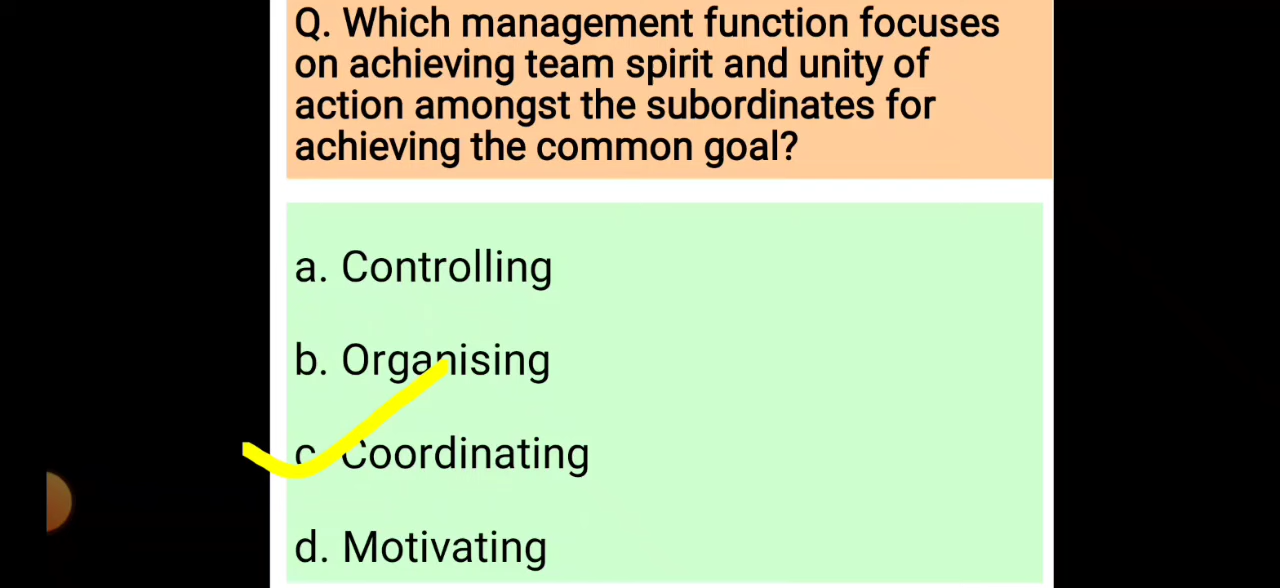 Q. Which management function focuses
on achieving team spirit and unity of
action amongst the subordinates for
achieving the common goal?
a. Controlling
b. Organising
c. Coordinating
d. Motivating